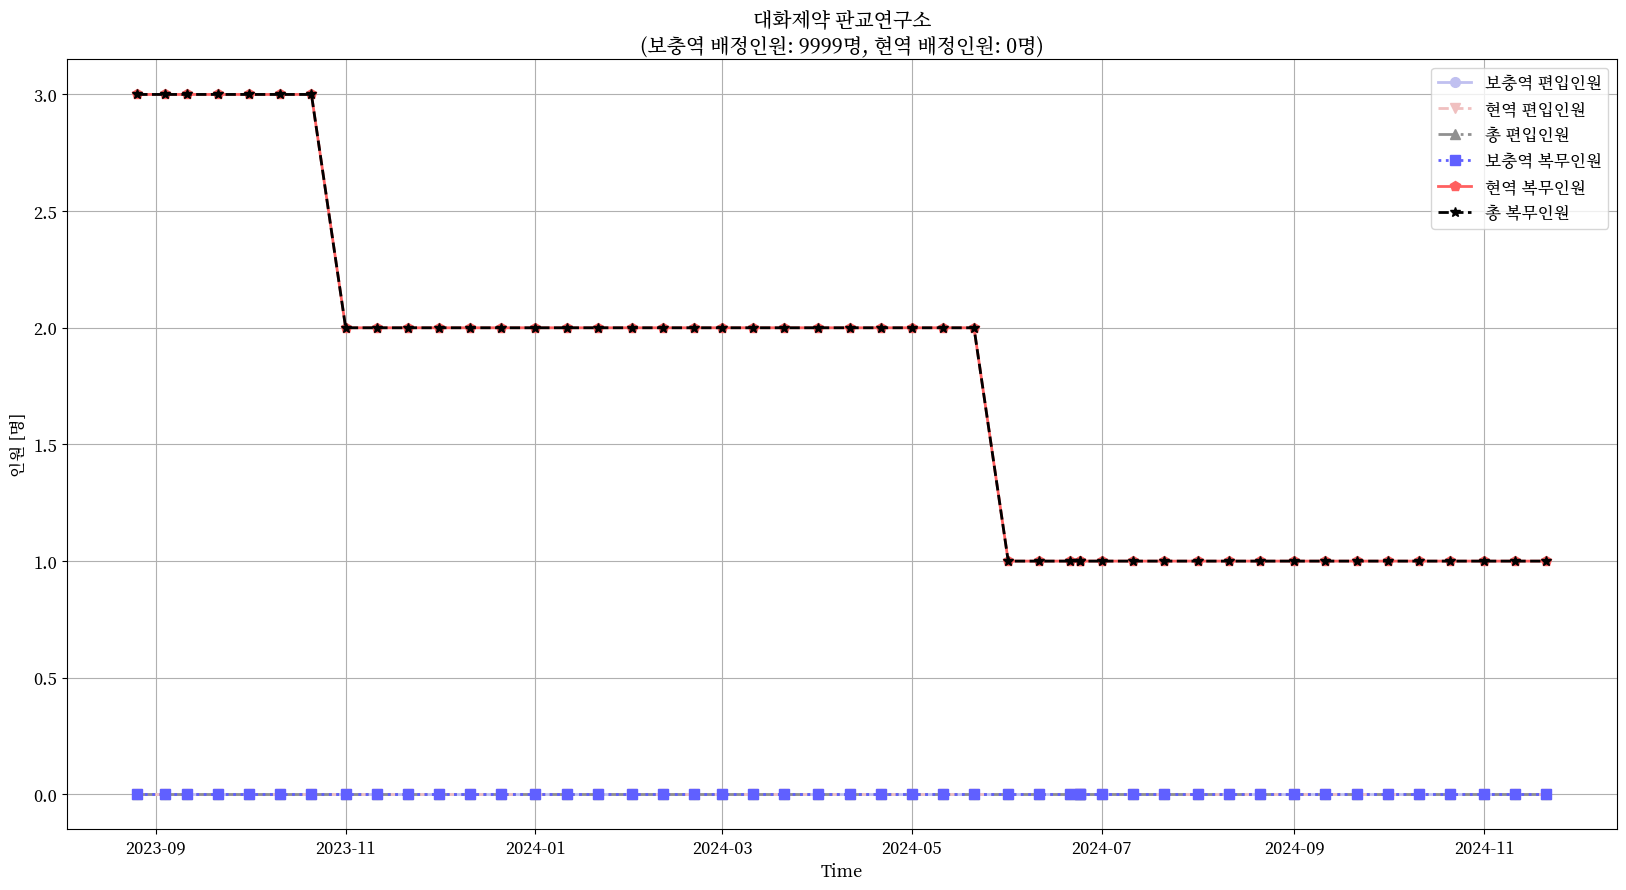 대화제약 판교연구소
(보충역 배정인원: 9999명, 현역 배정인원: 0명)
보충역 편입인원
현역 편입인원
총 편입인원
보충역 복무인원
현역 복무인원
총 복무인원
인원 [명]
3.0
2.5
2.0
1.5
1.0
0.5
0.0
2023-09
2023-11
2024-01
2024-03
2024-05
2024-07
2024-09
2024-11
Time